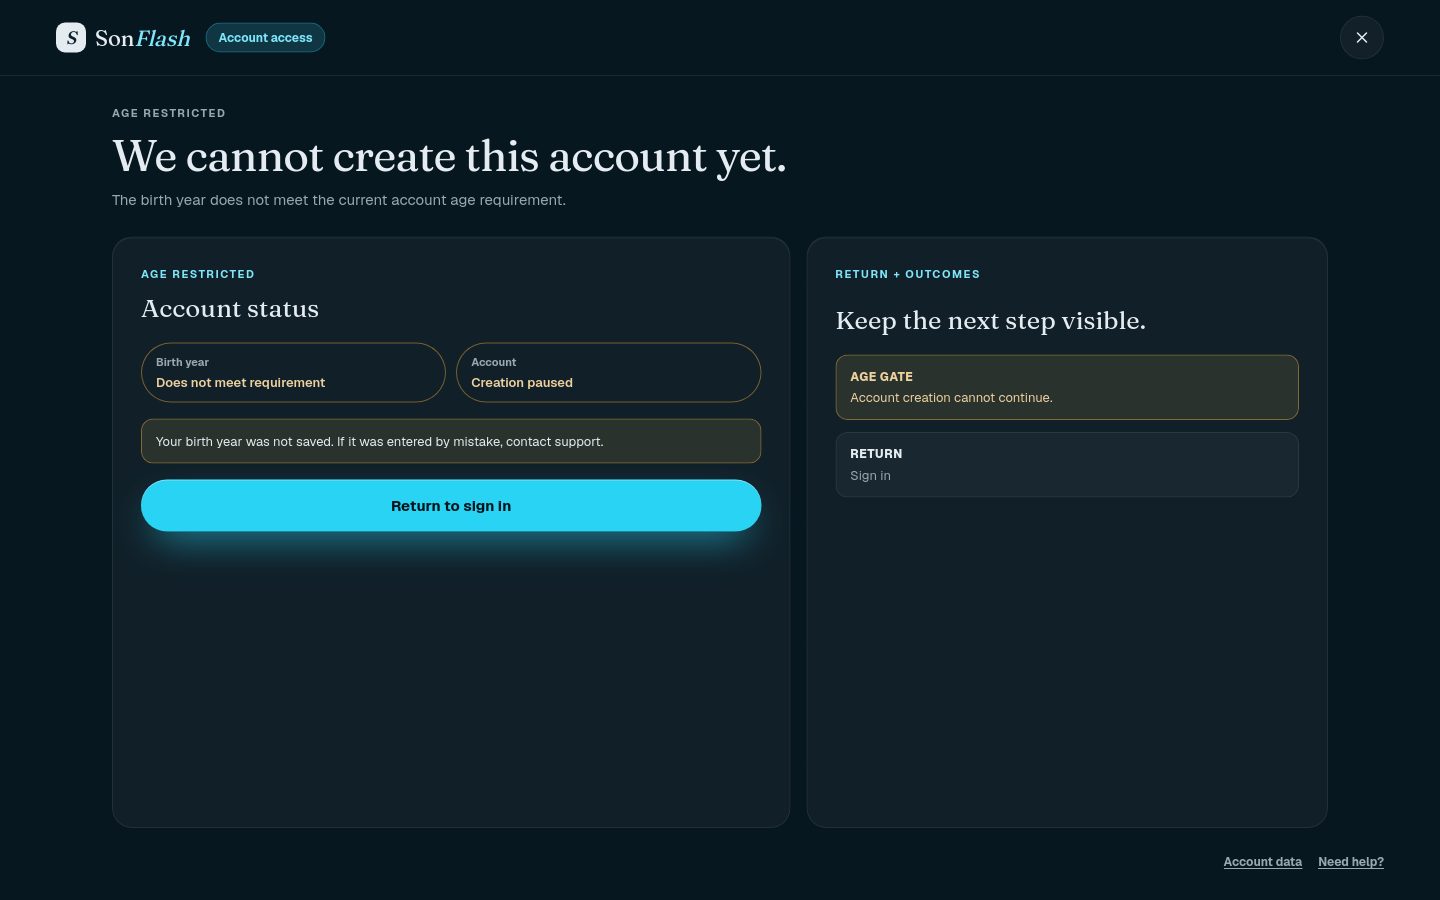 S SonFlash Account access
AGE RESTRICTED
We cannot create this account yet.
The birth year does not meet the current account age requirement.
AGE RESTRICTED
Account status
Birth year
Does not meet requirement
Account
Creation paused
Your birth year was not saved. If it was entered by mistake, contact support.
Return to sign in
RETURN + OUTCOMES
Keep the next step visible.
AGE GATE
Account creation cannot continue.
RETURN
Sign in
Account data Need help?